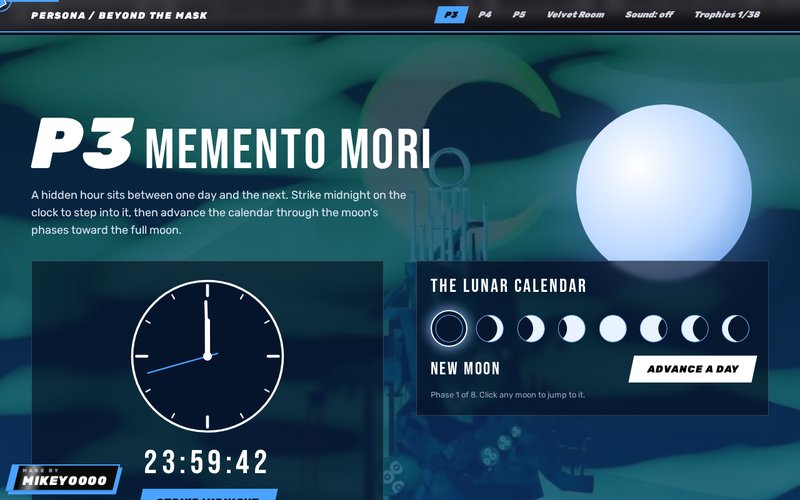 PERSONA / BEYOND THE MASK
P3 P4 P5 Velvet Room Sound: off Trophies 1/38
P3 MEMENTO MORI
A hidden hour sits between one day and the next. Strike midnight on the
clock to step into it, then advance the calendar through the moon's
phases toward the full moon.
THE LUNAR CALENDAR
NEW MOON
ADVANCE A DAY
Phase 1 of 8. Click any moon to jump to it.
23:59:42
STRIKE MIDNIGHT
MADE BY
MIKEYOOOO